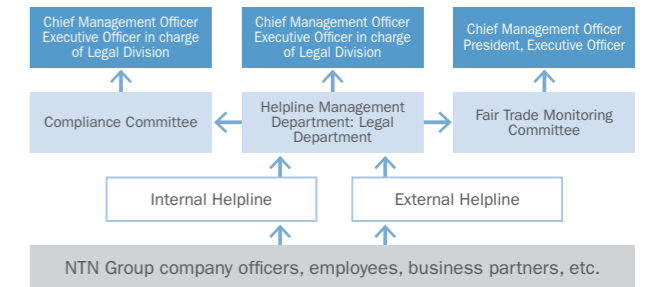 Chief Management Officer
Executive Officer in charge
of Legal Division
Chief Management Officer
Executive Officer in charge
of Legal Division
Chief Management Officer
President, Executive Officer
Compliance Committee
Helpline Management
Department: Legal
Department
Fair Trade Monitoring
Committee
Internal Helpline
External Helpline
NTN Group company officers, employees, business partners, etc.